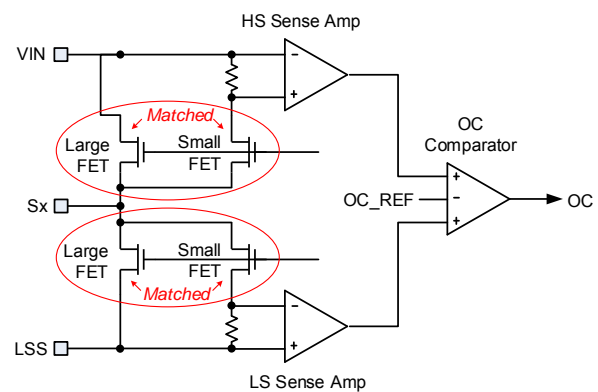 HS Sense Amp
VIN
−
+
Matched
Large
FET
Small
FET
OC
Comparator
+
Sx
OC_REF
−
OC
+
Large
FET
Small
FET
Matched
−
+
LSS
LS Sense Amp